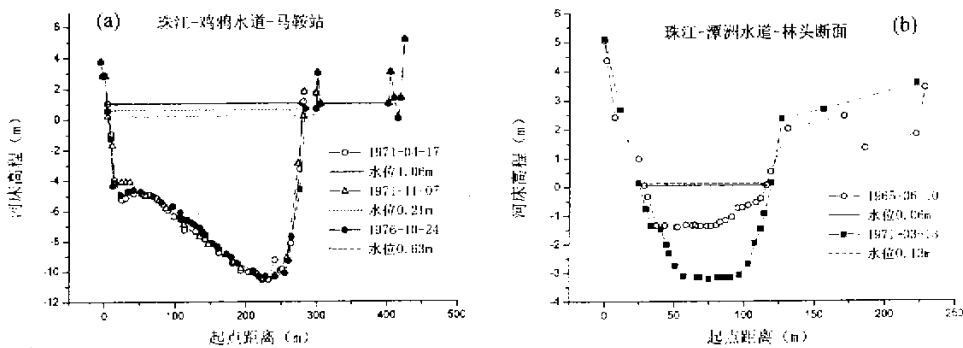 (a) 珠江-鸡鸦水道-马鞍站
6
4
2
0
-2
-4
-6
-8
-10
-12
河床高程（m）
1971-04-17
水位1.06m
1971-11-07
水位0.21m
1976-10-24
水位0.63m
0 100 200 300 400 500
起点距离（m）
珠江-潭洲水道-林头断面 (b)
6
5
4
3
2
1
0
-1
-2
-3
-4
河床高程（m）
1965-06-10
水位0.06m
水位0.13m
0 50 100 150 200 250
起点距离（m）